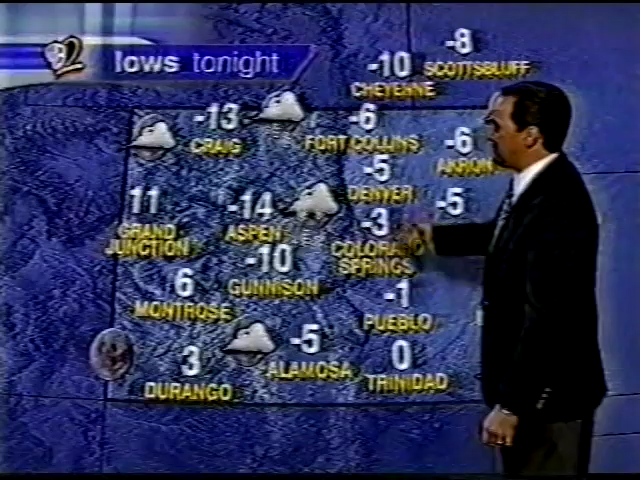 WB2
lows tonight
-8
SCOTTSBLUFF
-10
CHEYENNE
-13
CRAIG
-6
FORT COLLINS
-6
AKRON
-5
DENVER
-5
11
GRAND
JUNCTION
-14
ASPEN
-3
COLORADO
SPRINGS
-10
GUNNISON
6
MONTROSE
-1
PUEBLO
3
DURANGO
-5
ALAMOSA
0
TRINIDAD